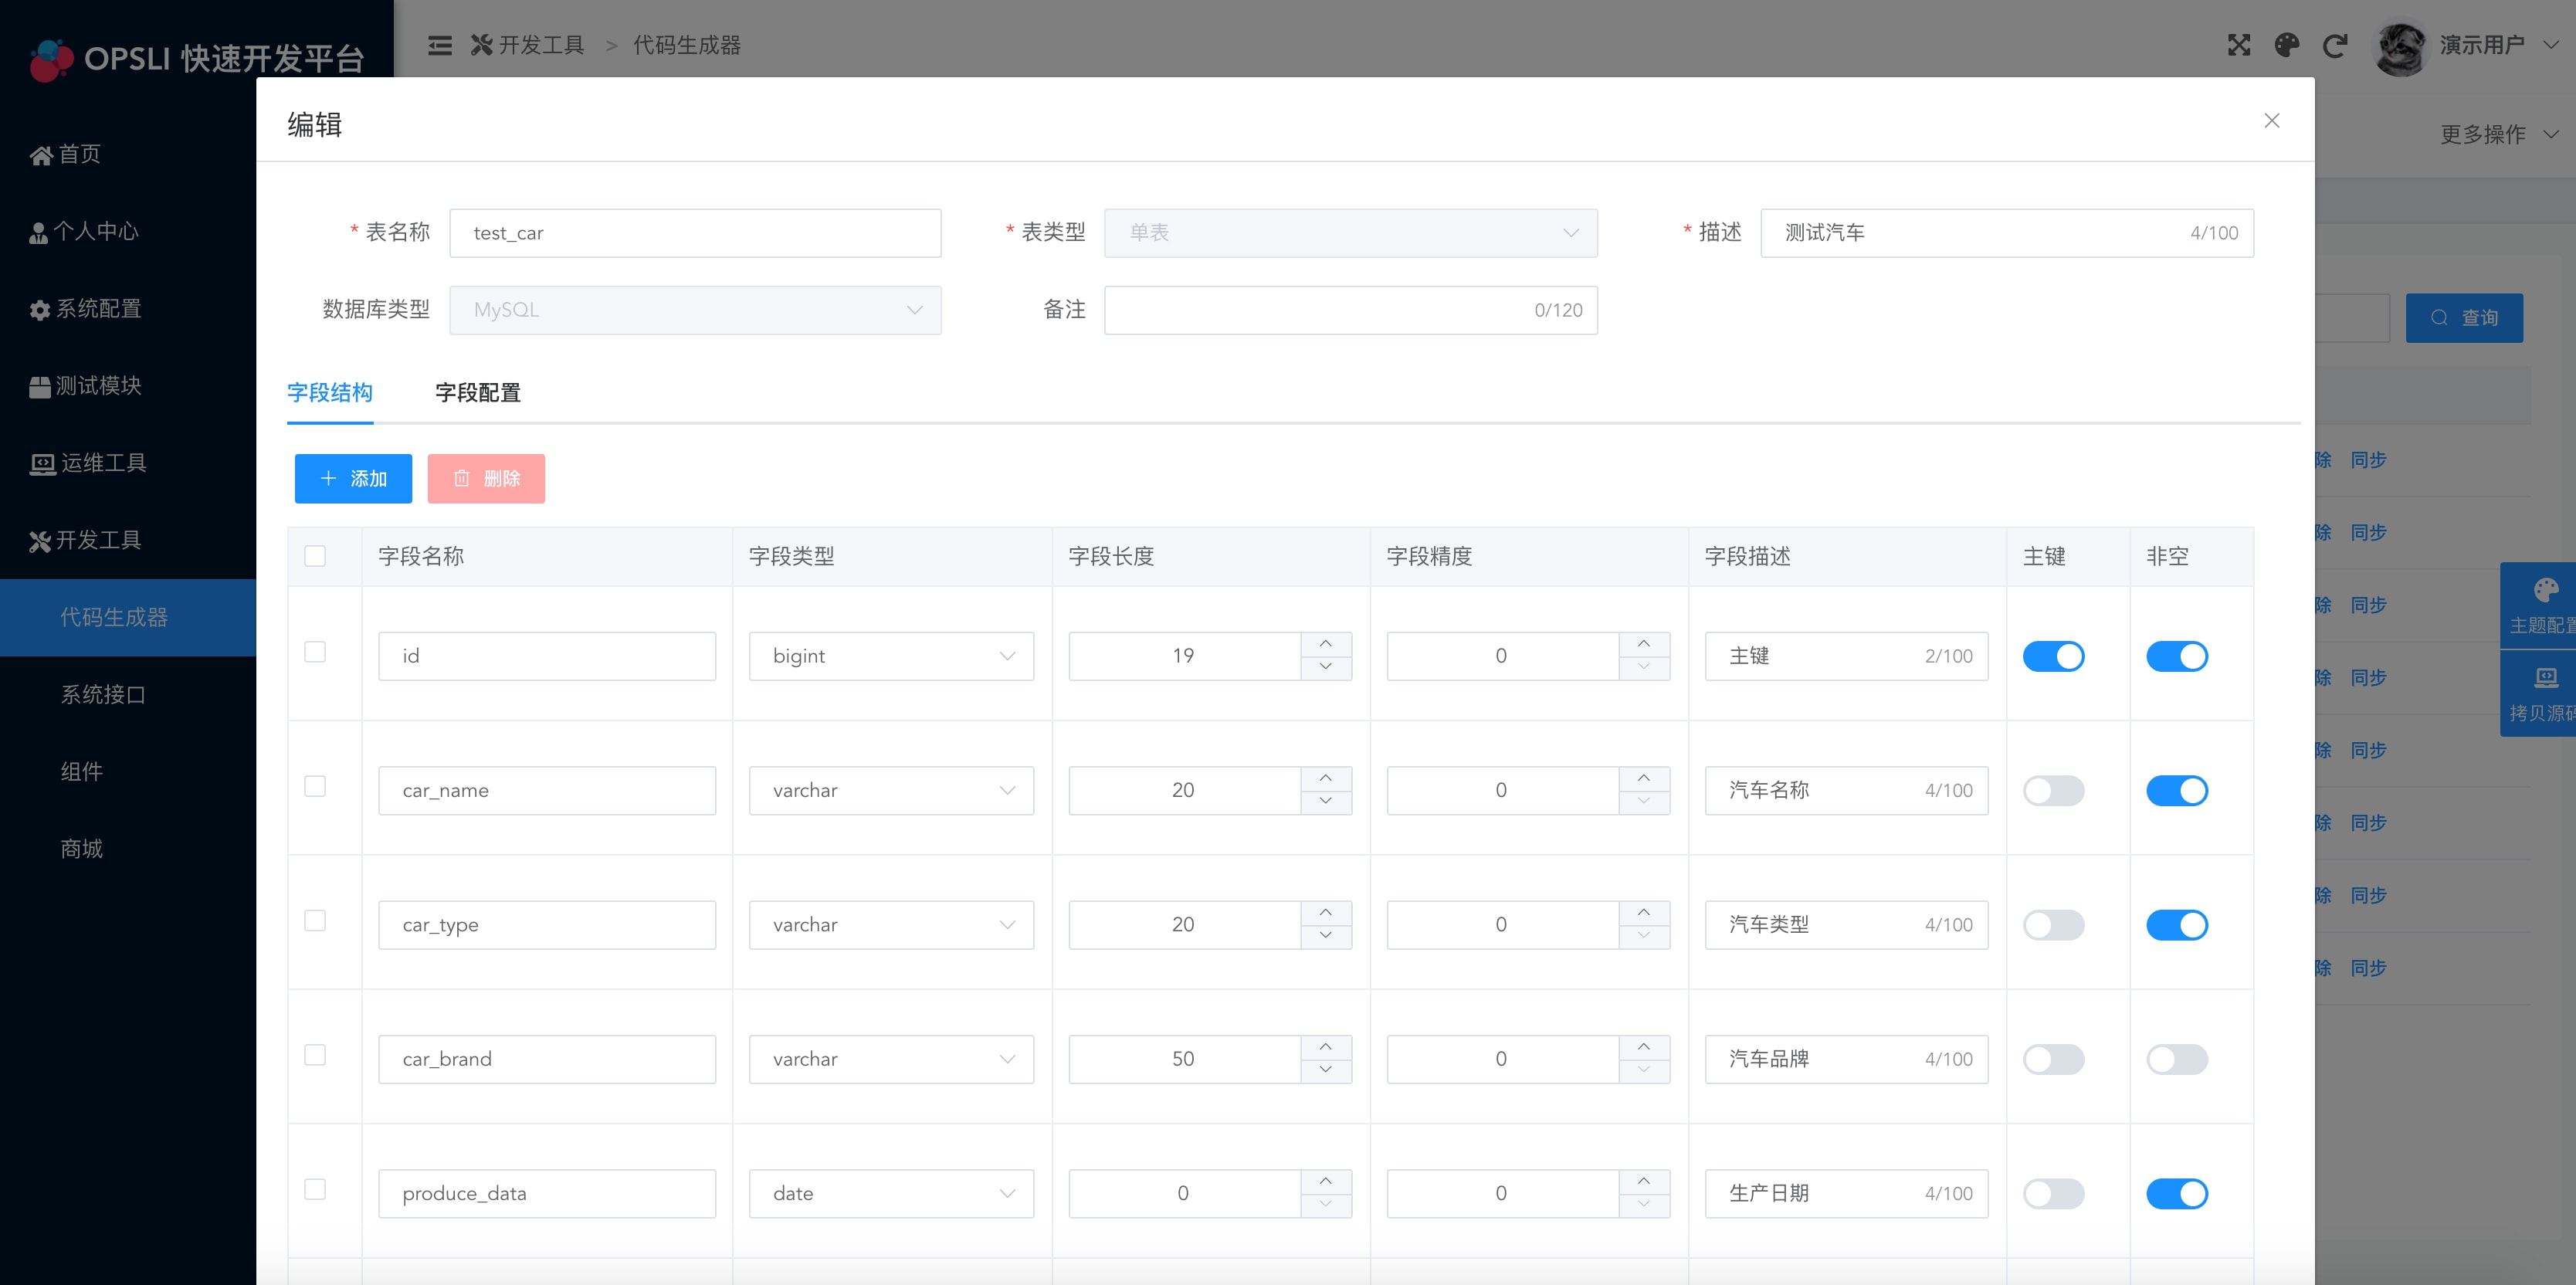 OPSLI 快速开发平台
开发工具 > 代码生成器
演示用户
首页
个人中心
系统配置
测试模块
运维工具
开发工具
代码生成器
系统接口
组件
商城
更多操作
编辑
* 表名称 test_car * 表类型 单表 * 描述 测试汽车 4/100
数据库类型 MySQL 备注 0/120
查询
字段结构 字段配置
添加 删除
字段名称 字段类型 字段长度 字段精度 字段描述 主键 非空
id bigint 19 0 主键 2/100
car_name varchar 20 0 汽车名称 4/100
car_type varchar 20 0 汽车类型 4/100
car_brand varchar 50 0 汽车品牌 4/100
produce_data date 0 0 生产日期 4/100
除 同步
除 同步
除 同步
除 同步
除 同步
除 同步
除 同步
除 同步
主题配置
拷贝源码